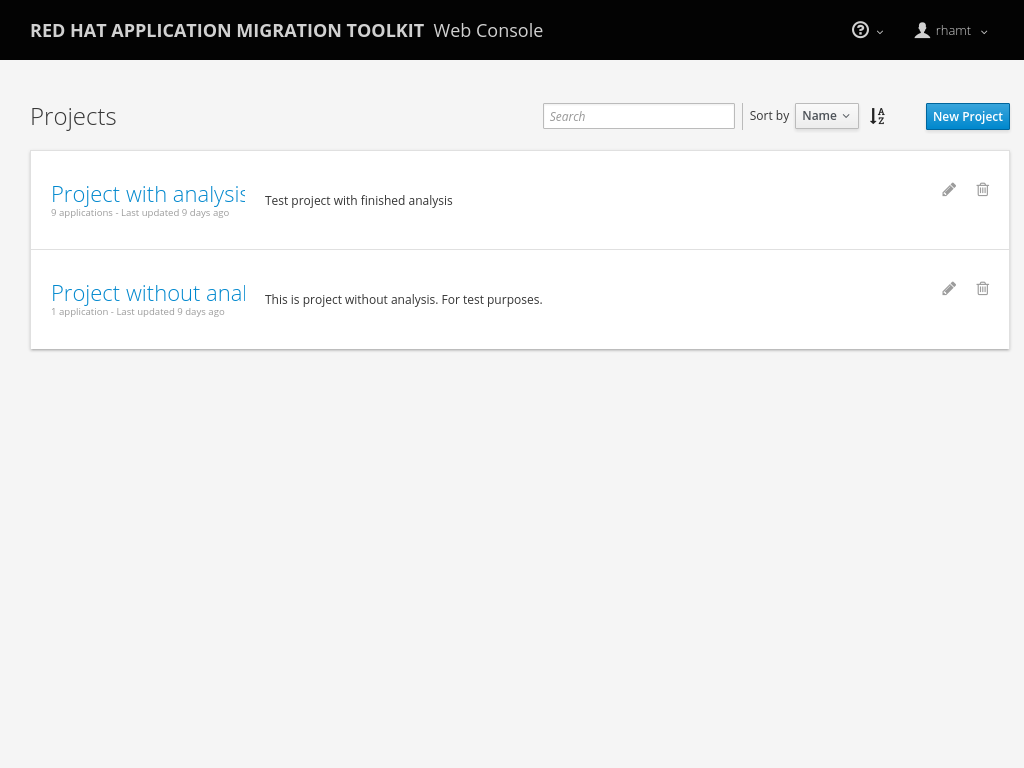 RED HAT APPLICATION MIGRATION TOOLKIT Web Console
rhamt
Projects
Search
Sort by
Name
A
Z
New Project
Project with analysis
Test project with finished analysis
9 applications - Last updated 9 days ago
Project without anal
This is project without analysis. For test purposes.
1 application - Last updated 9 days ago